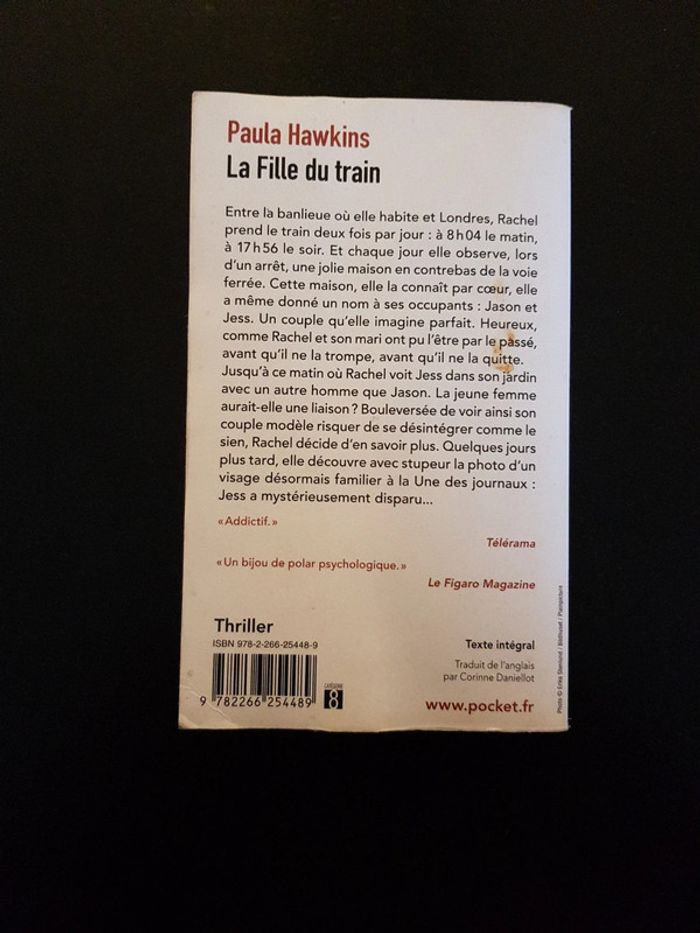 Paula Hawkins
La Fille du train
Entre la banlieue où elle habite et Londres, Rachel
prend le train deux fois par jour : à 8h04 le matin,
à 17h56 le soir. Et chaque jour elle observe, lors
d'un arrêt, une jolie maison en contrebas de la voie
ferrée. Cette maison, elle la connaît par cœur, elle
a même donné un nom à ses occupants : Jason et
Jess. Un couple qu'elle imagine parfait. Heureux,
comme Rachel et son mari ont pu l'être par le passé,
avant qu'il ne la trompe, avant qu'il ne la quitte.
Jusqu'à ce matin où Rachel voit Jess dans son jardin
avec un autre homme que Jason. La jeune femme
aurait-elle une liaison ? Bouleversée de voir ainsi son
couple modèle risquer de se désintégrer comme le
sien, Rachel décide d'en savoir plus. Quelques jours
plus tard, elle découvre avec stupeur la photo d'un
visage désormais familier à la Une des journaux :
Jess a mystérieusement disparu...
« Addictif. »
Télérama
« Un bijou de polar psychologique. »
Le Figaro Magazine
Thriller
ISBN 978-2-266-25448-9
9 782266 254489
CATÉGORIE
8
Texte intégral
Traduit de l'anglais
par Corinne Daniellot
www.pocket.fr
Photo © Erika Stenlund / Bildhuset / Plainpicture